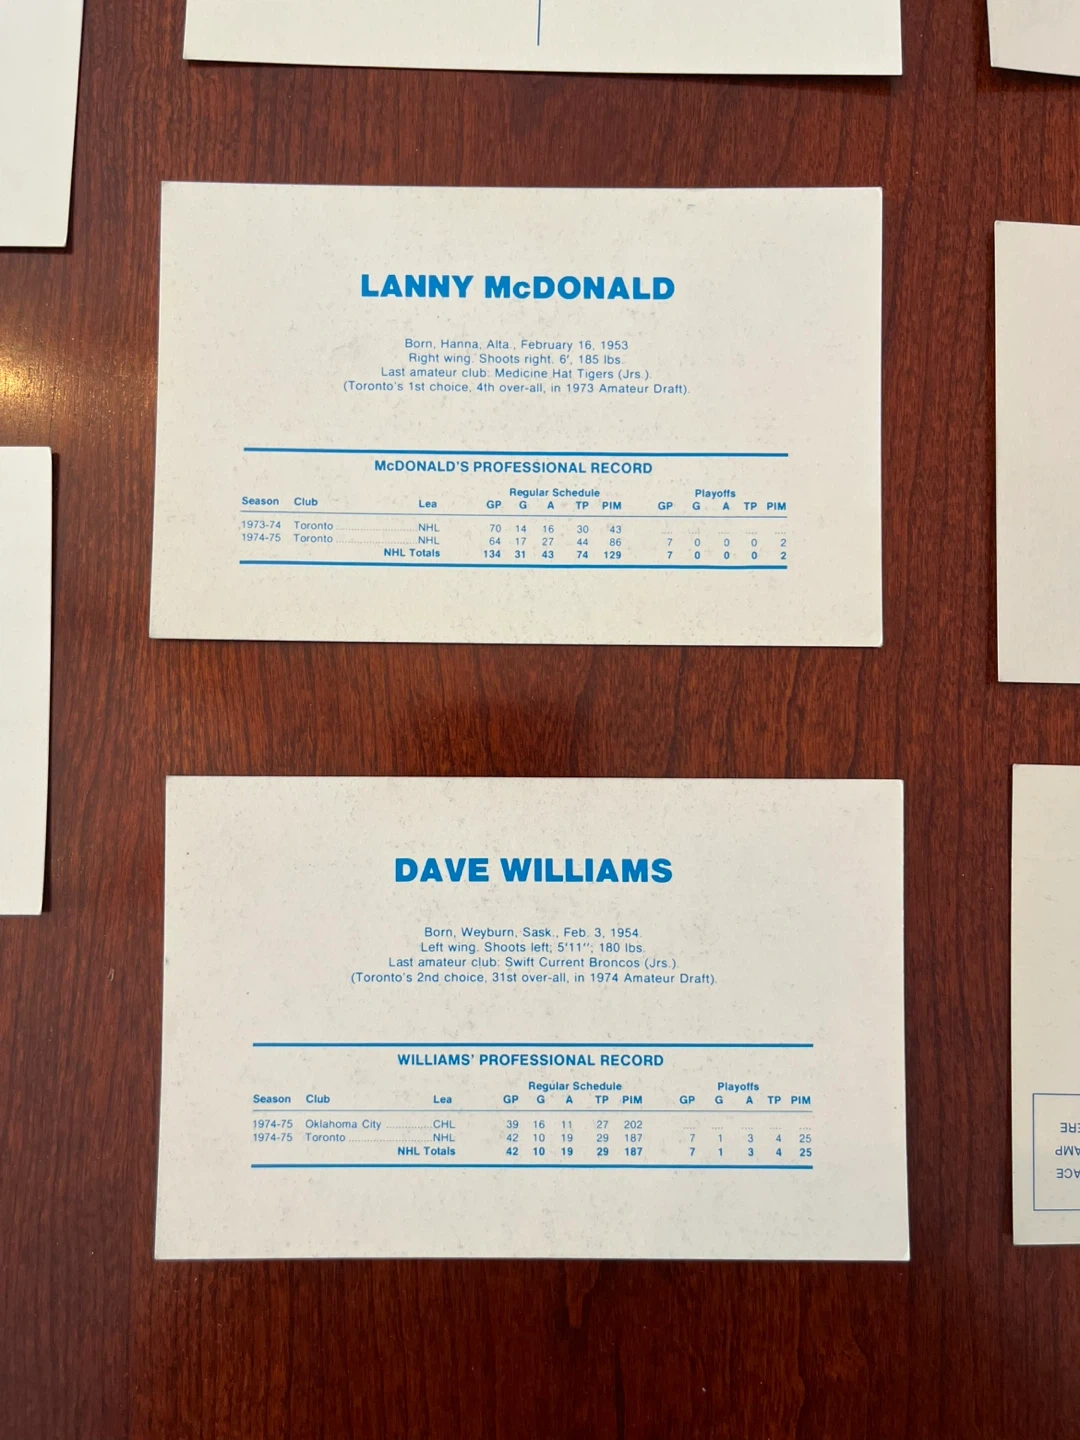 LANNY McDONALD
Born, Hanna, Alta., February 16, 1953
Right wing. Shoots right. 6', 185 lbs.
Last amateur club: Medicine Hat Tigers (Jrs.).
(Toronto's 1st choice, 4th over-all, in 1973 Amateur Draft).
McDONALD'S PROFESSIONAL RECORD
Regular Schedule Playoffs
Season Club Lea GP G A TP PIM GP G A TP PIM
1973-74 Toronto ........................ NHL 70 14 16 30 43 .... .... .... .... ....
1974-75 Toronto ........................ NHL 64 17 27 44 86 7 0 0 0 2
NHL Totals 134 31 43 74 129 7 0 0 0 2
DAVE WILLIAMS
Born, Weyburn, Sask., Feb. 3, 1954.
Left wing. Shoots left; 5'11''; 180 lbs.
Last amateur club: Swift Current Broncos (Jrs.).
(Toronto's 2nd choice, 31st over-all, in 1974 Amateur Draft).
WILLIAMS' PROFESSIONAL RECORD
Regular Schedule Playoffs
Season Club Lea GP G A TP PIM GP G A TP PIM
1974-75 Oklahoma City .............. CHL 39 16 11 27 202 .... .... .... .... ....
1974-75 Toronto ........................ NHL 42 10 19 29 187 7 1 3 4 25
NHL Totals 42 10 19 29 187 7 1 3 4 25